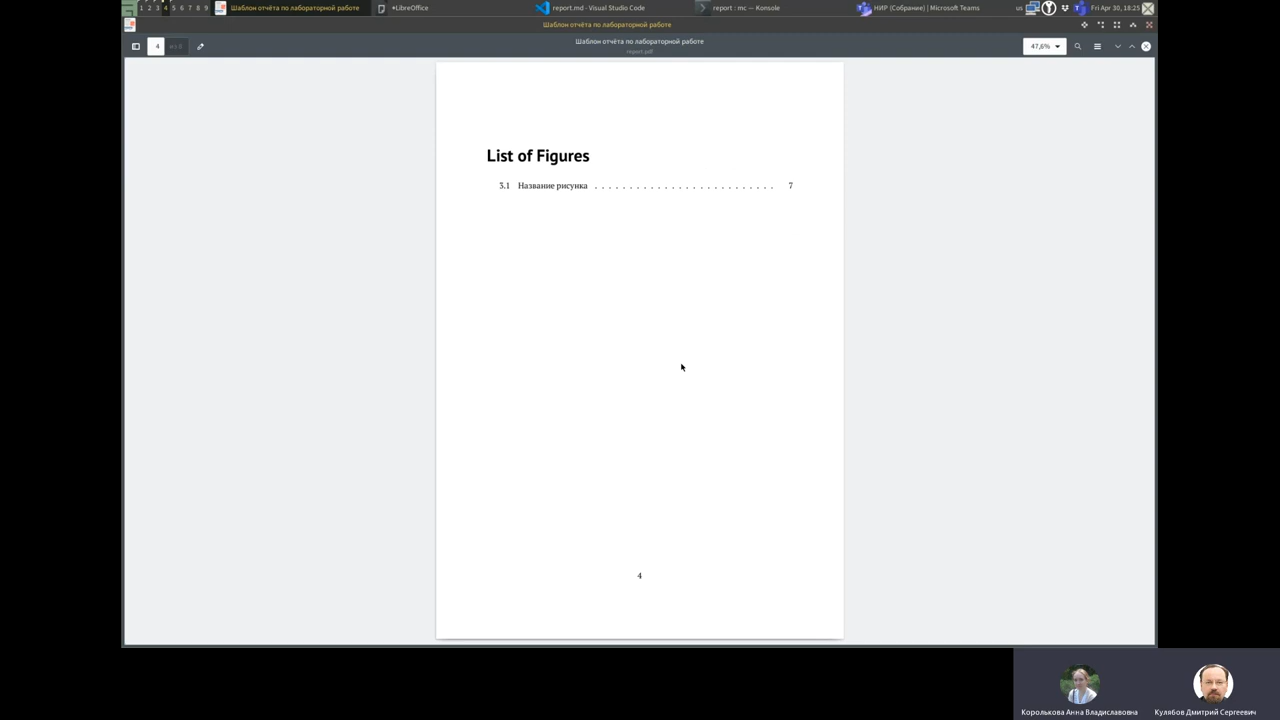 1 2 3 4 5 6 7 8 9 Шаблон отчёта по лабораторной работе *LibreOffice report.md - Visual Studio Code report : mc — Konsole НИР (Собрание) | Microsoft Teams us Fri Apr 30, 18:25
Шаблон отчёта по лабораторной работе
4 из 8 Шаблон отчёта по лабораторной работе 47,6%
report.pdf
List of Figures
3.1 Название рисунка . . . . . . . . . . . . . . . . . . . . . . . . . . 7
4
Королькова Анна Владиславовна Кулябов Дмитрий Сергеевич